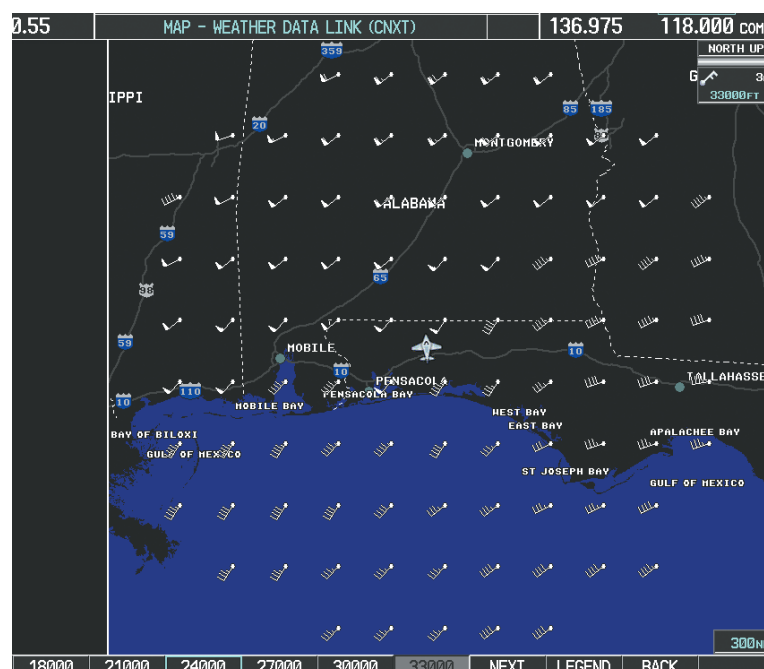 0.55
MAP – WEATHER DATA LINK (CNXT)
136.975
118.000 COM
NORTH UP
33000FT
359
IPPI
85
185
20
MONTGOMERY
ALABAMA
59
65
98
59
MOBILE
10
10
PENSACOLA
TALLAHASSE
110
10
PENSACOLA BAY
MOBILE BAY
WEST BAY
EAST BAY
BAY OF BILOXI
APALACHEE BAY
GULF OF MEXICO
ST JOSEPH BAY
GULF OF MEXICO
300N
18000 21000 24000 27000 30000 33000 NEXT LEGEND BACK